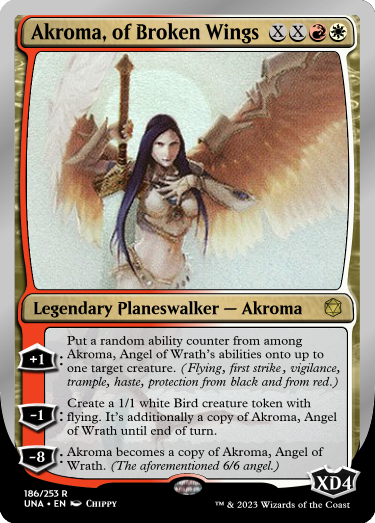 Akroma, of Broken Wings X X R W
Legendary Planeswalker — Akroma
+1: Put a random ability counter from among
Akroma, Angel of Wrath's abilities onto up to
one target creature. (Flying, first strike, vigilance,
trample, haste, protection from black and from red.)
-1: Create a 1/1 white Bird creature token with
flying. It's additionally a copy of Akroma, Angel
of Wrath until end of turn.
-8: Akroma becomes a copy of Akroma, Angel of
Wrath. (The aforementioned 6/6 angel.)
XD4
186/253 R
UNA • EN Chippy
™ & 2023 Wizards of the Coast